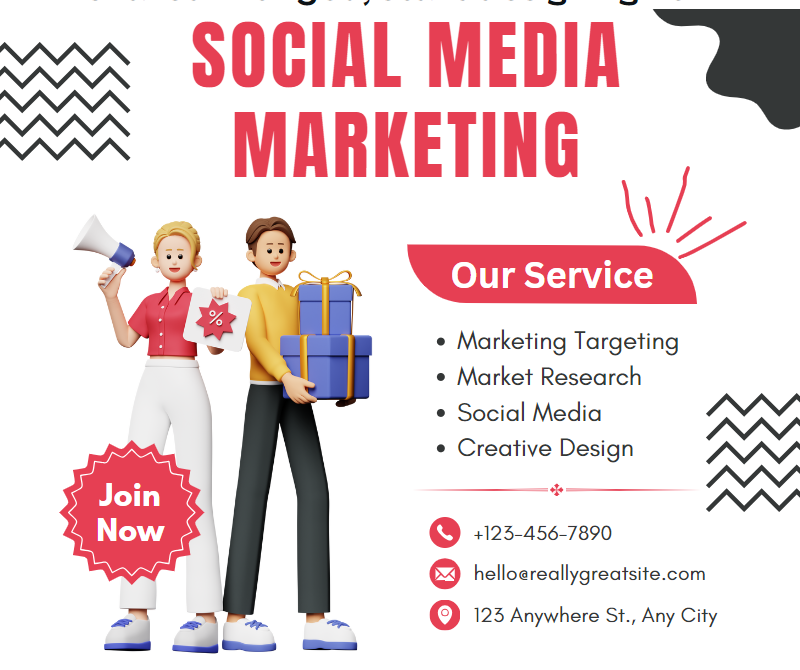 SOCIAL MEDIA
MARKETING
Our Service
%
• Marketing Targeting
• Market Research
• Social Media
• Creative Design
Join
Now
+123-456-7890
hello@reallygreatsite.com
123 Anywhere St., Any City